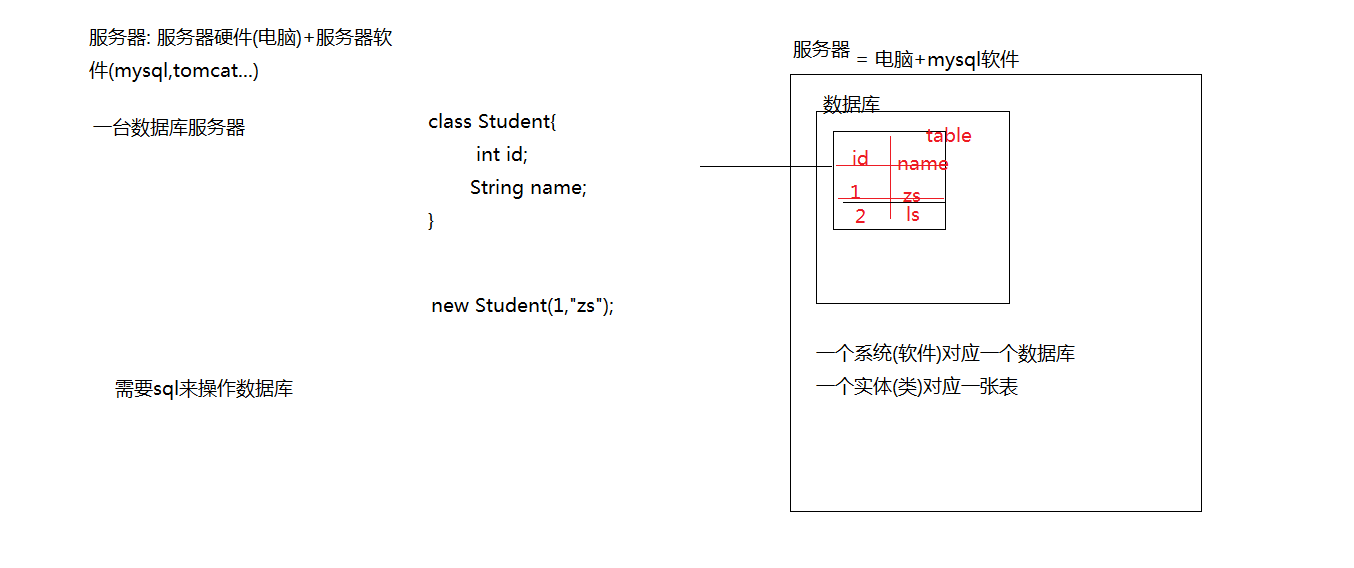 服务器: 服务器硬件(电脑)+服务器软
件(mysql,tomcat...)
一台数据库服务器
class Student{
int id;
String name;
}
new Student(1,"zs");
需要sql来操作数据库
服务器 = 电脑+mysql软件
数据库
table
id name
1 zs
2 ls
一个系统(软件)对应一个数据库
一个实体(类)对应一张表